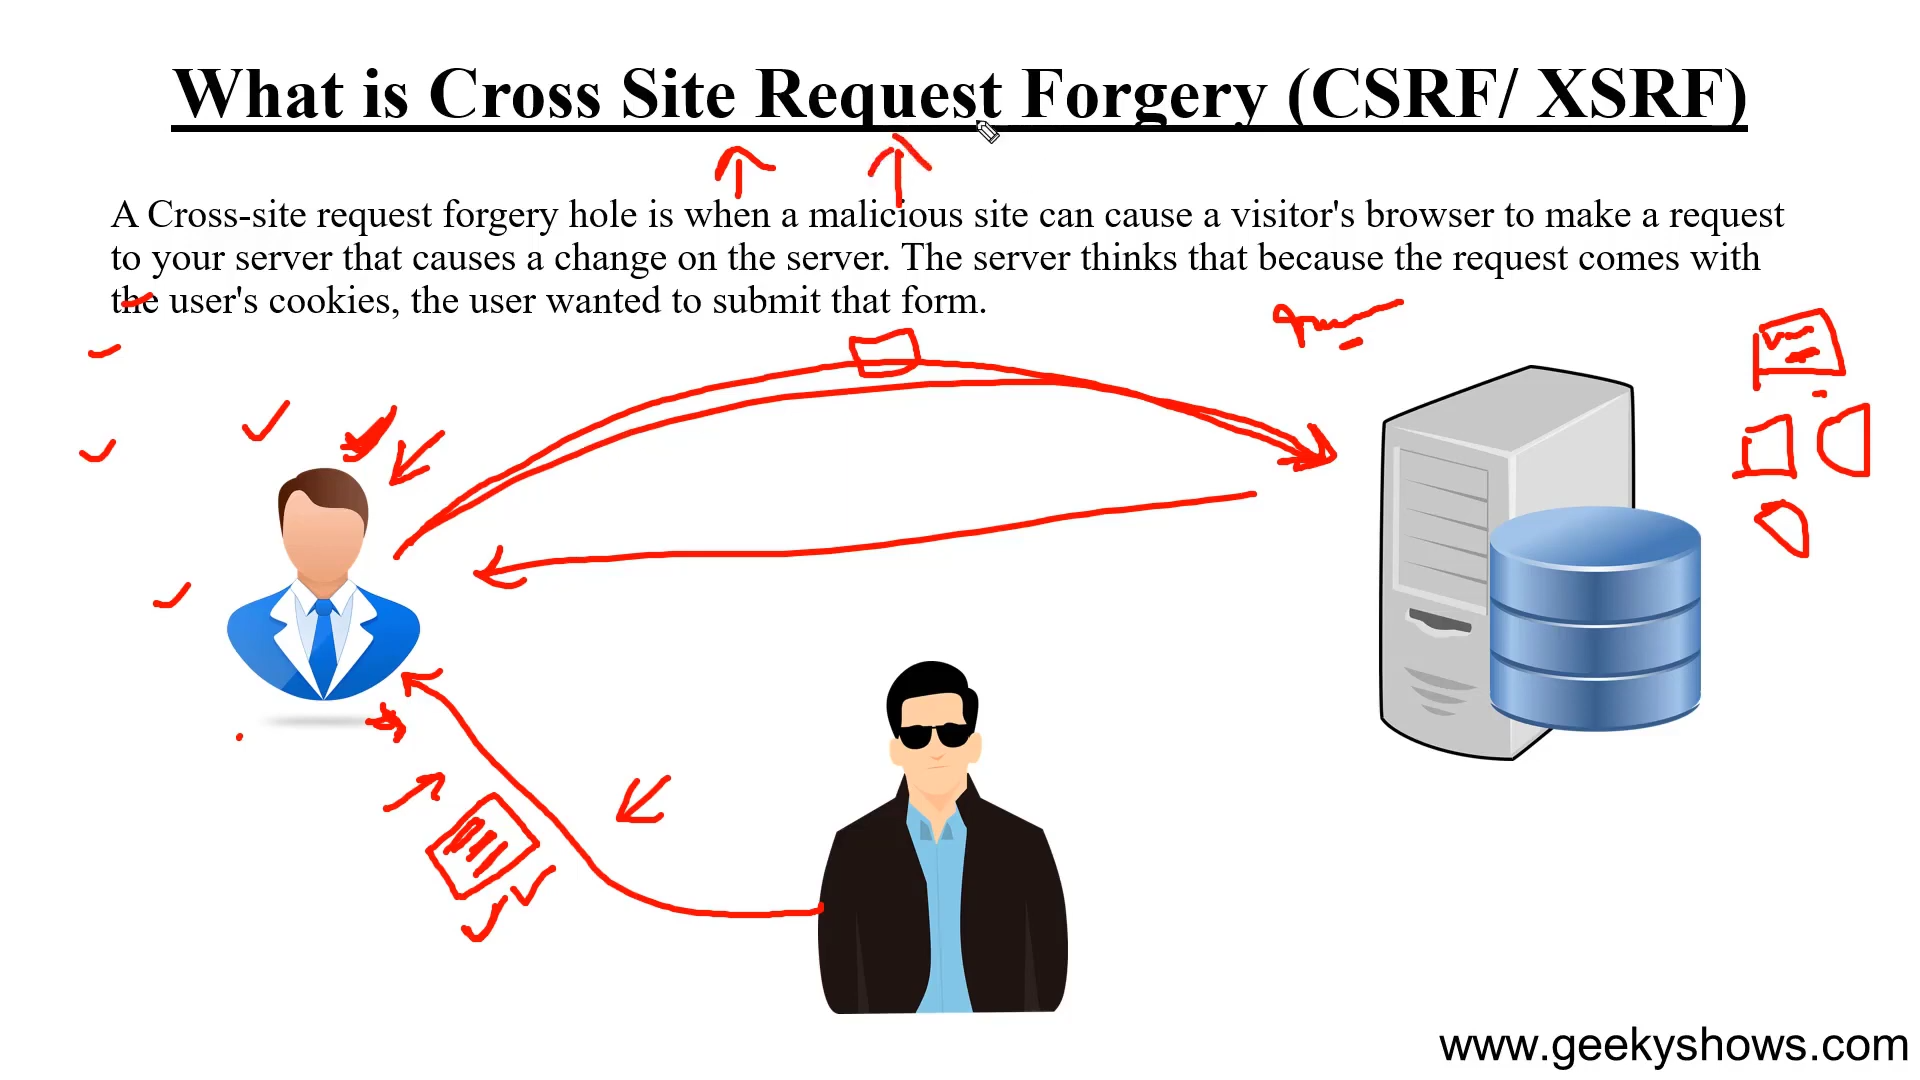 What is Cross Site Request Forgery (CSRF/ XSRF)
A Cross-site request forgery hole is when a malicious site can cause a visitor's browser to make a request
to your server that causes a change on the server. The server thinks that because the request comes with
the user's cookies, the user wanted to submit that form.
www.geekyshows.com